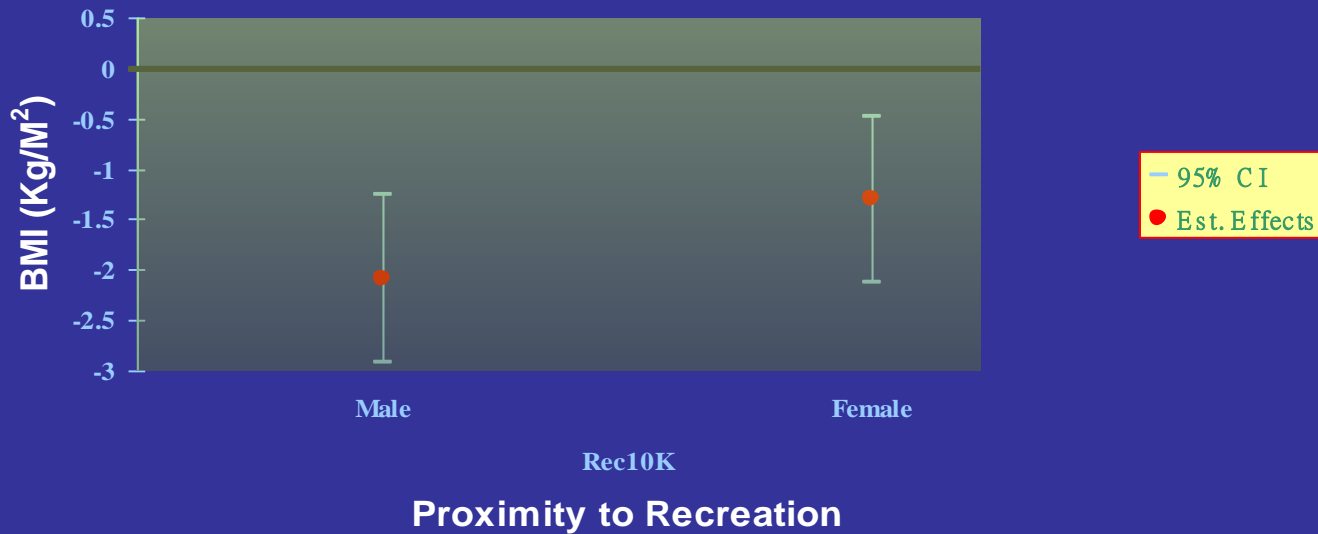 0.5
0
-0.5
-1
-1.5
-2
-2.5
-3
BMI (Kg/M²)
Male Female
Rec10K
Proximity to Recreation
95% CI
Est. Effects